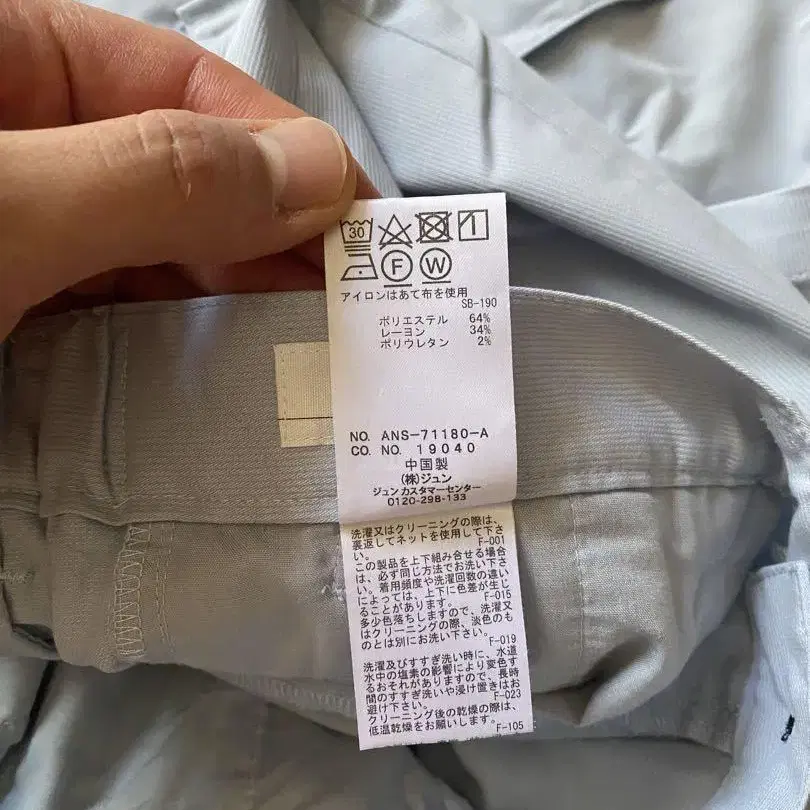 30
F W
アイロンはあて布を使用
SB-190
ポリエステル 64%
レーヨン 34%
ポリウレタン 2%
NO. ANS-71180-A
CO. NO. 19040
中国製
(株)ジュン
ジュン カスタマーセンター
0120-298-133
洗濯又はクリーニングの際は、
裏返してネットを使用して下さ
い。 F-001
この製品を上下組み合せる場合
は、必ず同じ方法でお洗い下さ
い。着用頻度や洗濯回数の違い
によっては、上下に色差が生じ
ることがあります。 F-015
多少色落ちしますので、洗濯又
はクリーニングの際、淡色のも
のとは別にお洗い下さい。
F-019
洗濯及びすすぎ洗い時に、水道
水中の塩素の影響により変色す
るおそれがありますので、長時
間のすすぎ洗いや浸け置きはお
避け下さい。 F-023
クリーニング後の乾燥の際は、
低温乾燥をお願いします。
F-105